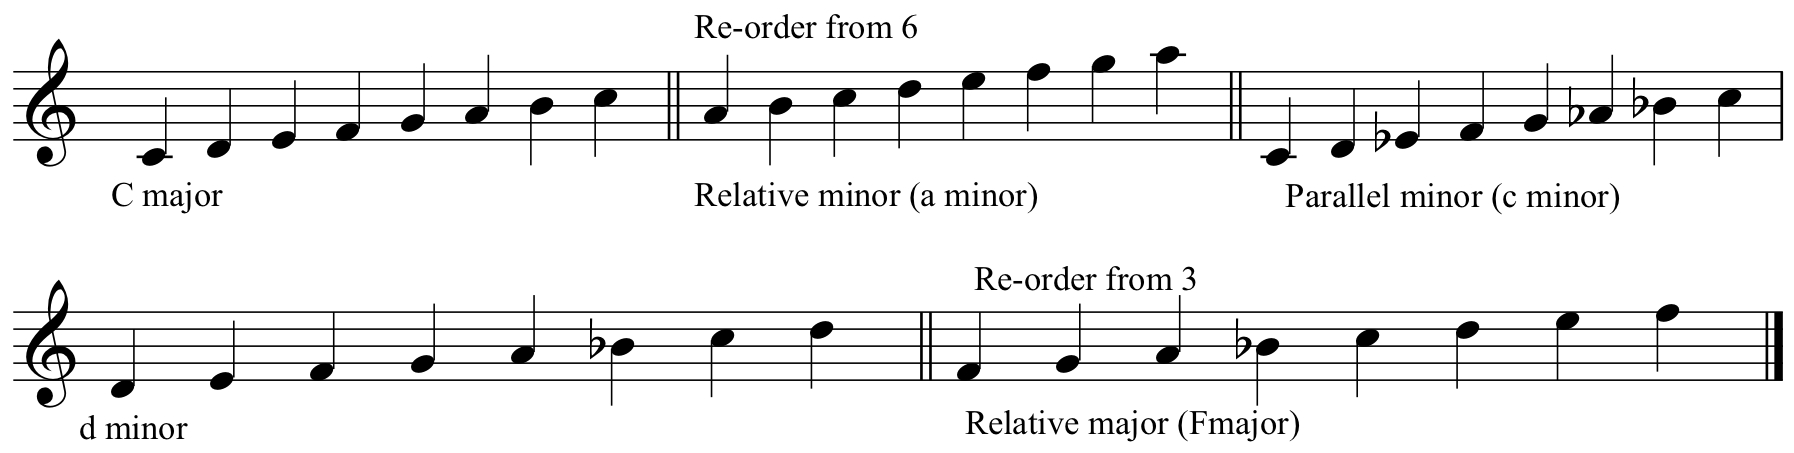 Re-order from 6
C major
Relative minor (a minor)
Parallel minor (c minor)
Re-order from 3
d minor
Relative major (Fmajor)